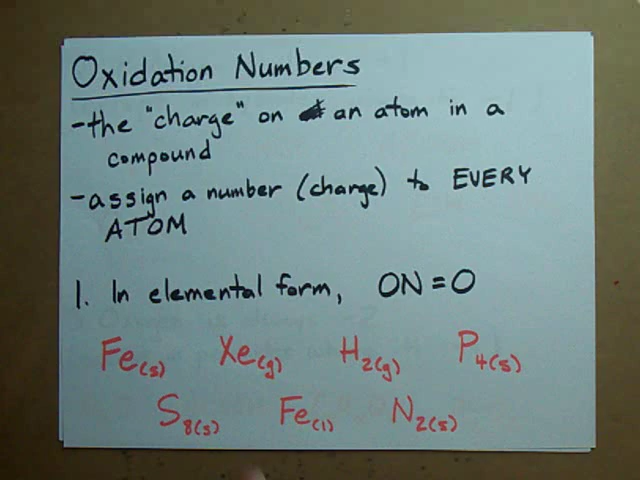 Oxidation Numbers
- the "charge" on an atom in a
compound
- assign a number (charge) to EVERY
ATOM
1. In elemental form, ON = 0
Fe(s) Xe(g) H2(g) P4(s)
S8(s) Fe(l) N2(s)